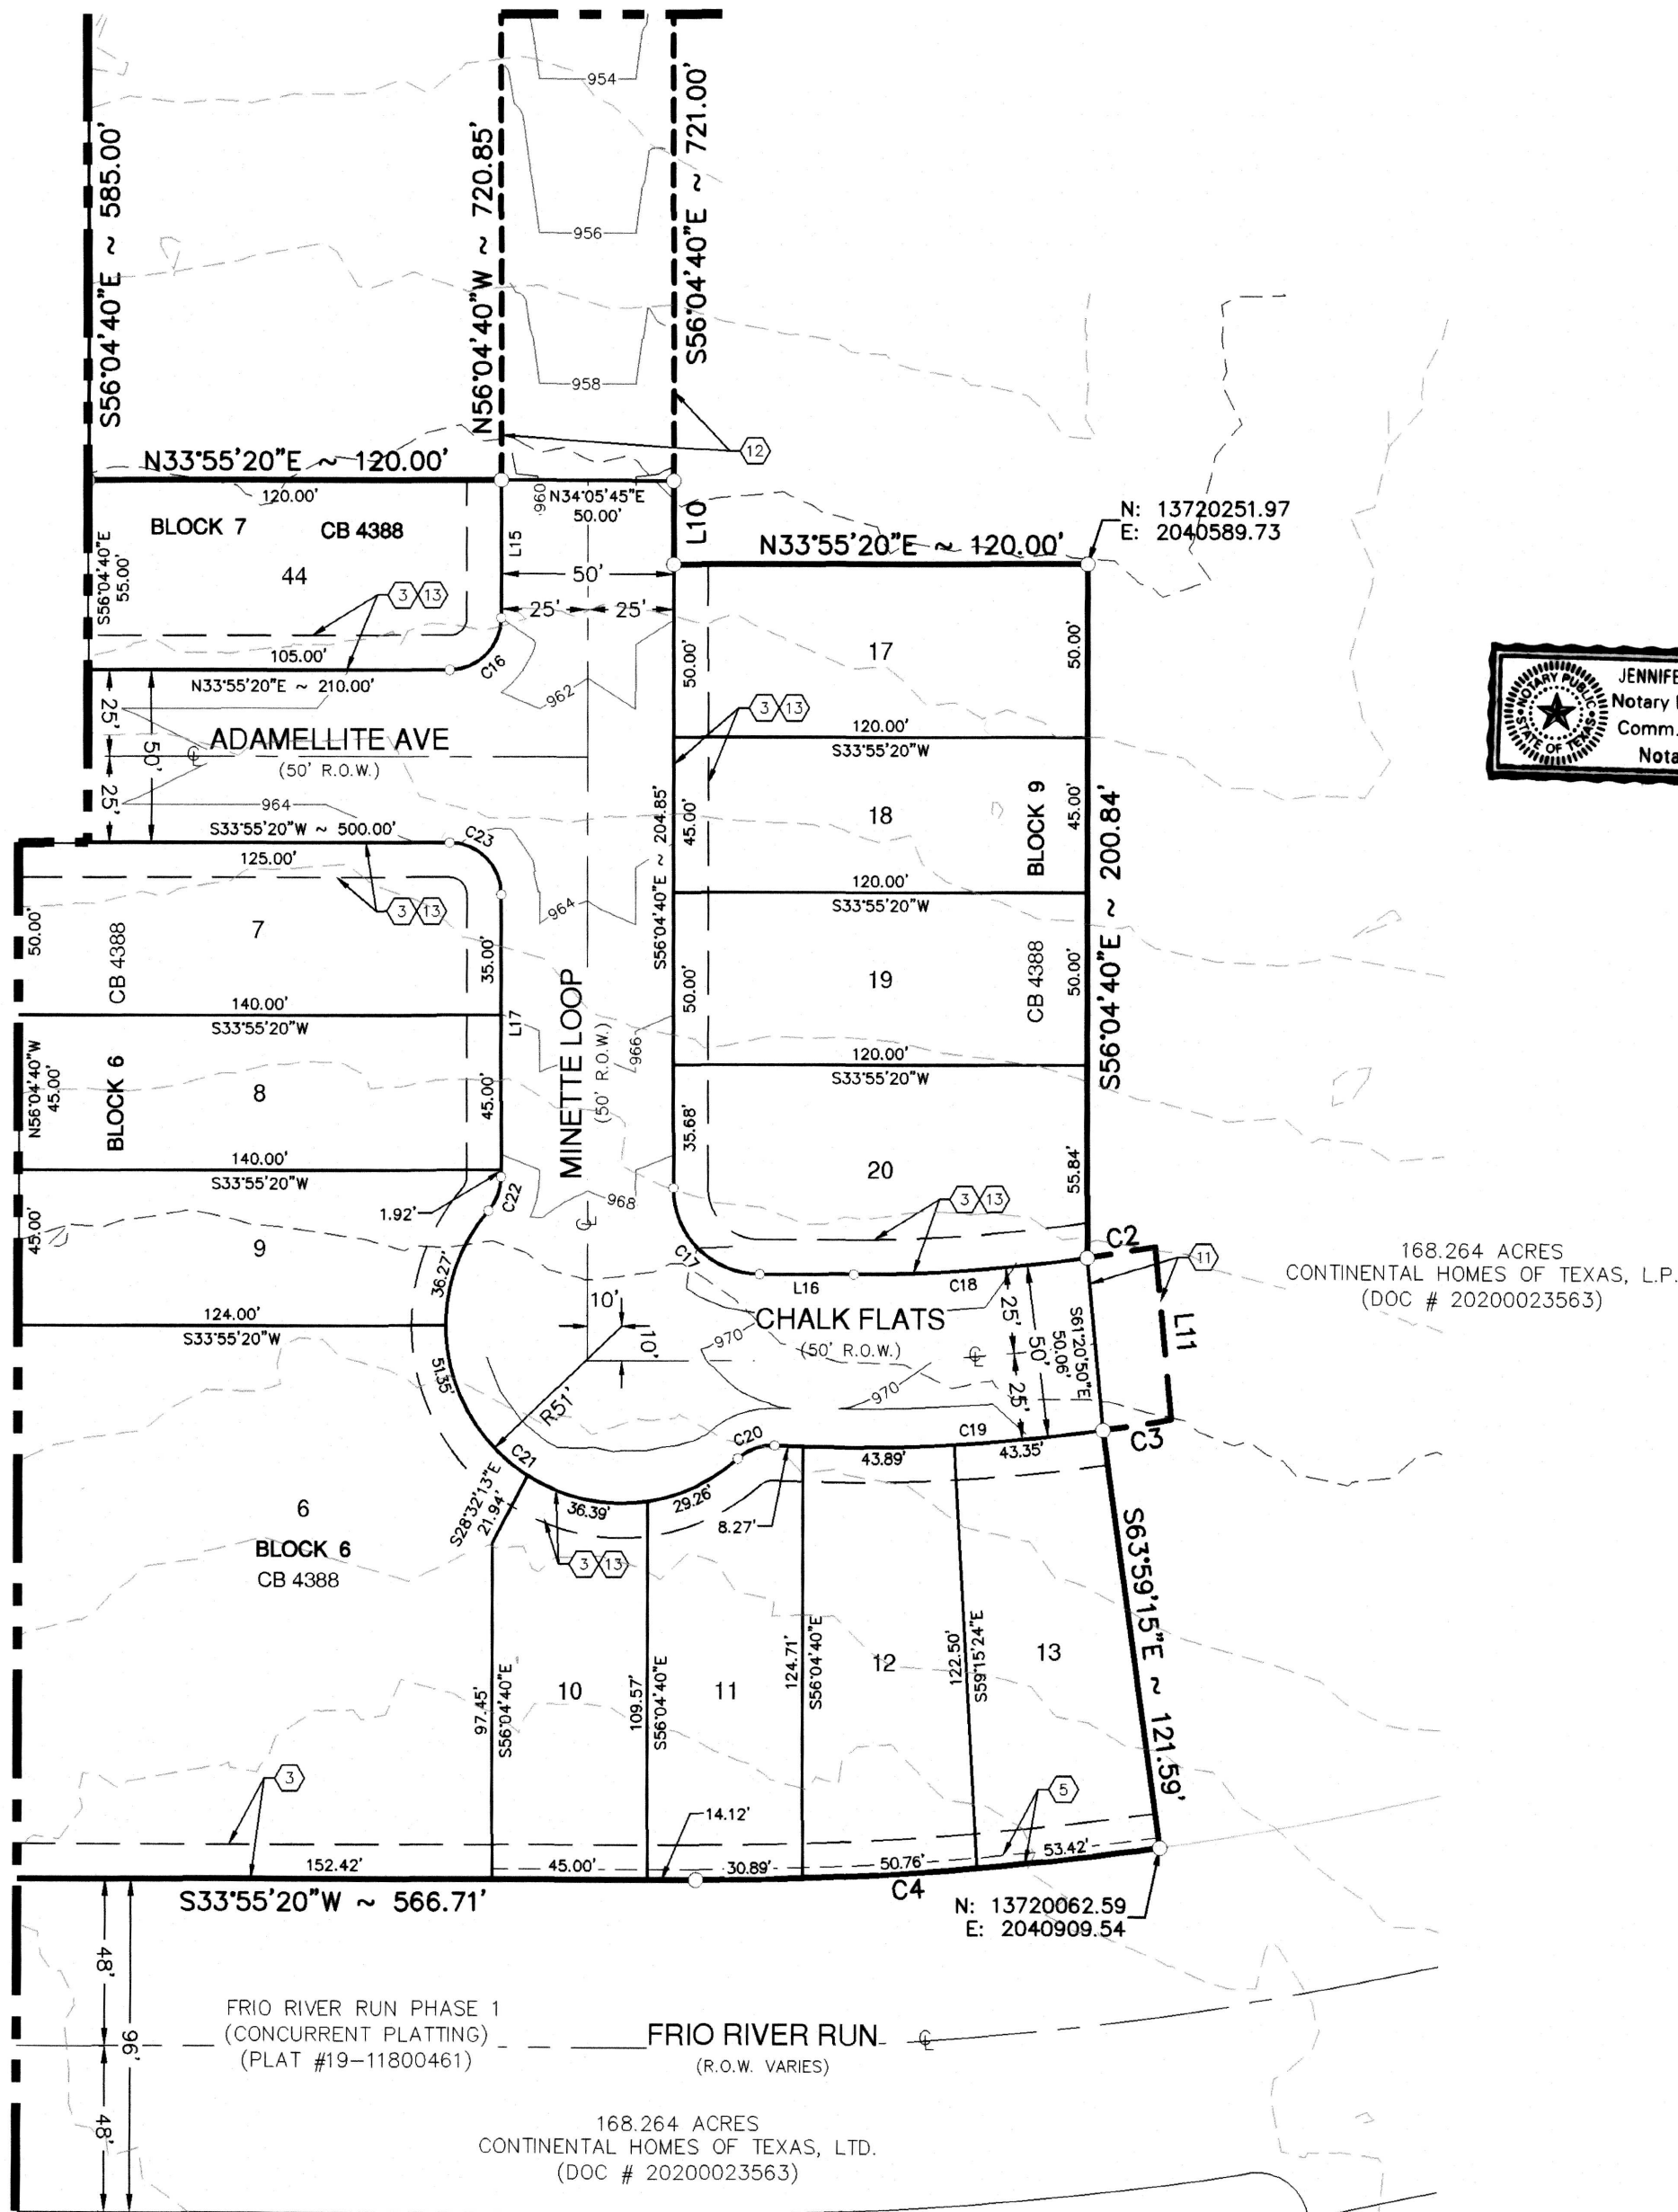 954
956
958
S56°04'40"E ~ 585.00'
N56°04'40"W ~ 720.85'
S56°04'40"E ~ 721.00'
12
N33°55'20"E ~ 120.00'
120.00'
BLOCK 7
CB 4388
44
S56°04'40"E
55.00'
3
13
105.00'
N33°55'20"E ~ 210.00'
L15
C16
960
N34°05'45"E
50.00'
L10
50'
25'
25'
962
N33°55'20"E ~ 120.00'
N: 13720251.97
E: 2040589.73
17
50.00'
50.00'
3
13
120.00'
S33°55'20"W
JENNIFE
Notary
Comm.
Nota
NOTARY PUBLIC
STATE OF TEXAS
25'
50'
25'
ADAMELLITE AVE
(50' R.O.W.)
964
S33°55'20"W ~ 500.00'
C23
125.00'
3
13
964
S56°04'40"E ~ 204.85'
45.00'
18
BLOCK 9
45.00'
S56°04'40"E ~ 200.84'
120.00'
S33°55'20"W
50.00'
CB 4388
7
35.00'
140.00'
S33°55'20"W
L17
MINETTE LOOP
(50' R.O.W.)
966
50.00'
19
CB 4388
50.00'
120.00'
S33°55'20"W
N56°04'40"W
45.00'
BLOCK 6
8
45.00'
140.00'
S33°55'20"W
35.68'
20
55.84'
3
13
1.92'
C22
968
45.00'
9
36.27'
C17
L16
C18
C2
11
L11
168.264 ACRES
CONTINENTAL HOMES OF TEXAS, L.P.
(DOC # 20200023563)
124.00'
S33°55'20"W
10'
10'
CHALK FLATS
(50' R.O.W.)
970
970
25'
50'
25'
S61°20'50"E
50.06'
51.35'
R51'
C21
C20
C19
43.89'
43.35'
C3
S28°32'13"E
21.94'
36.39'
29.26'
8.27'
3
13
6
BLOCK 6
CB 4388
97.45'
S56°04'40"E
10
109.57'
S56°04'40"E
11
124.71'
S56°04'40"E
12
122.50'
S59°15'24"E
13
S63°59'15"E ~ 121.59'
3
5
14.12'
152.42'
45.00'
30.89'
50.76'
53.42'
S33°55'20"W ~ 566.71'
C4
N: 13720062.59
E: 2040909.54
48'
96'
48'
FRIO RIVER RUN PHASE 1
(CONCURRENT PLATTING)
(PLAT #19-11800461)
FRIO RIVER RUN
(R.O.W. VARIES)
168.264 ACRES
CONTINENTAL HOMES OF TEXAS, LTD.
(DOC # 20200023563)